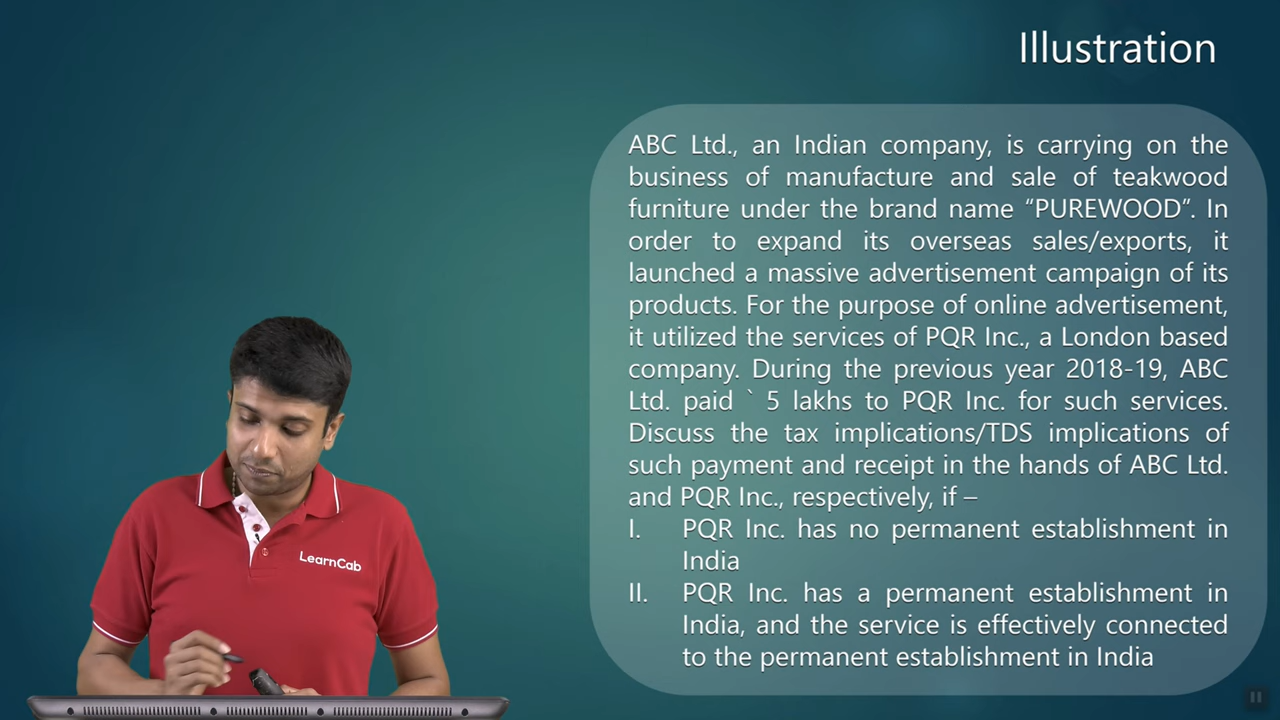 Illustration
ABC Ltd., an Indian company, is carrying on the
business of manufacture and sale of teakwood
furniture under the brand name “PUREWOOD”. In
order to expand its overseas sales/exports, it
launched a massive advertisement campaign of its
products. For the purpose of online advertisement,
it utilized the services of PQR Inc., a London based
company. During the previous year 2018-19, ABC
Ltd. paid ` 5 lakhs to PQR Inc. for such services.
Discuss the tax implications/TDS implications of
such payment and receipt in the hands of ABC Ltd.
and PQR Inc., respectively, if –
I. PQR Inc. has no permanent establishment in
India
II. PQR Inc. has a permanent establishment in
India, and the service is effectively connected
to the permanent establishment in India
LearnCab